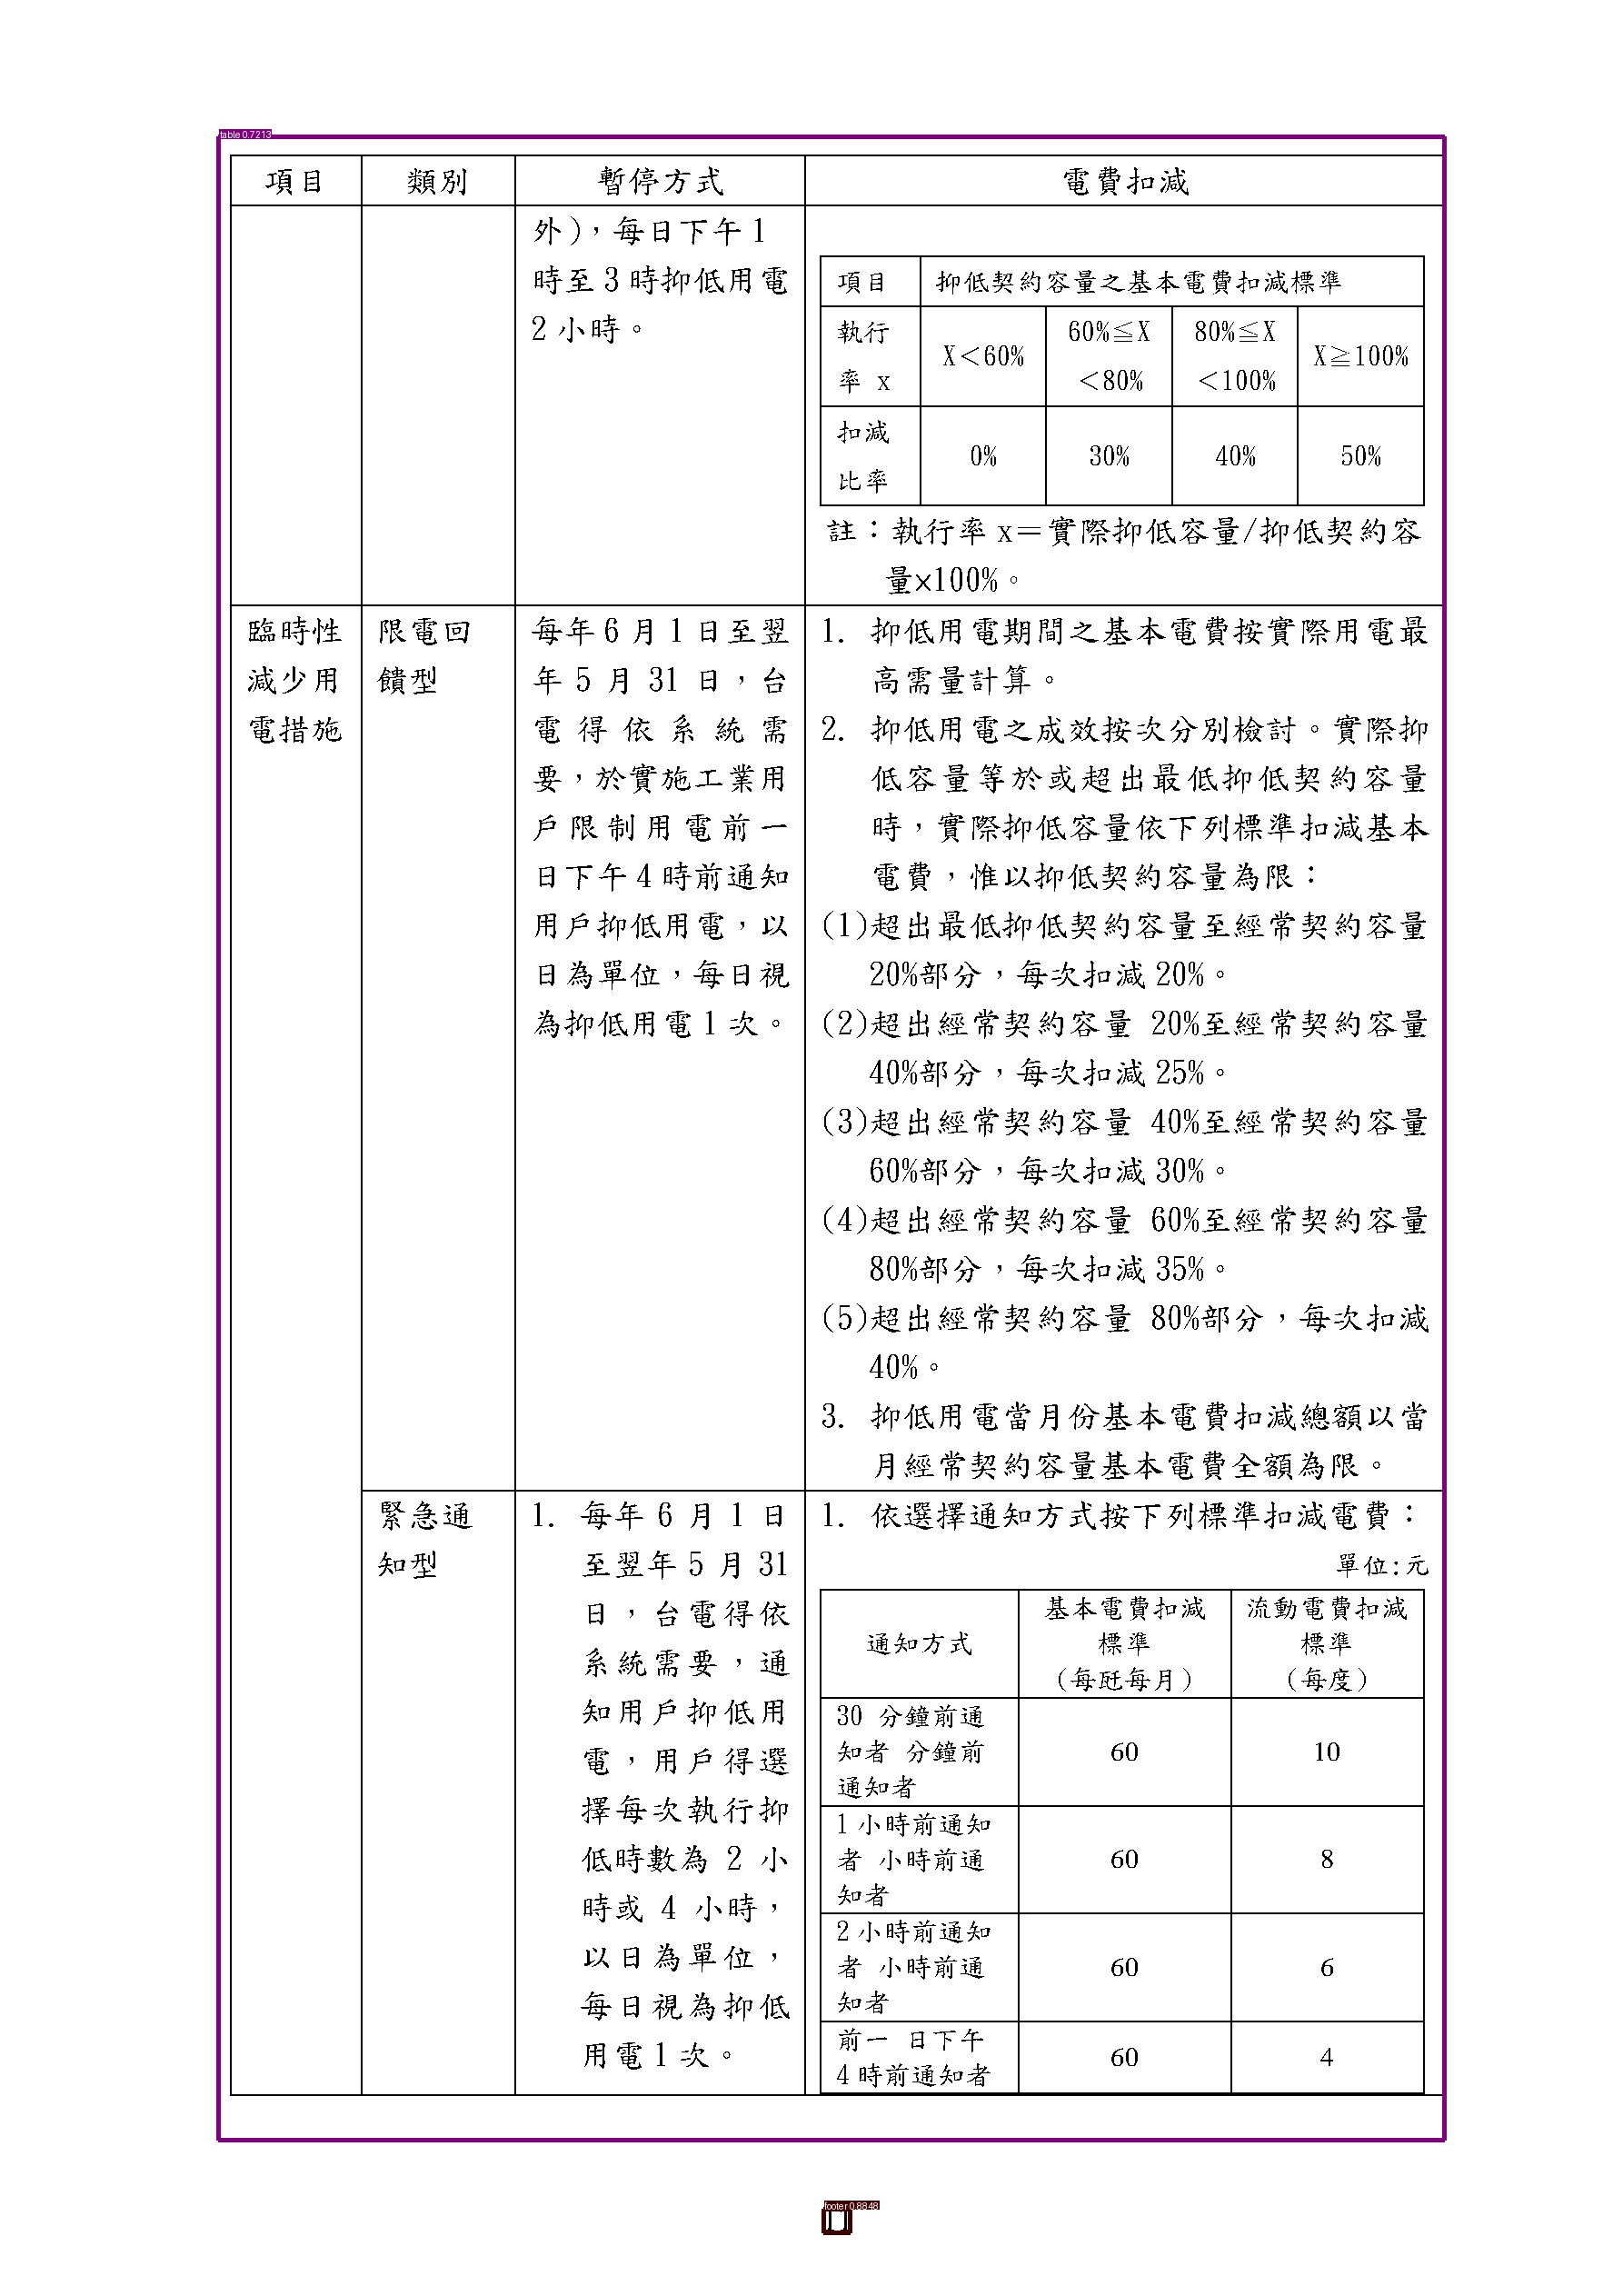 table 0.7213
項目 類別 暫停方式 電費扣減
外)，每日下午1
時至3時抑低用電
2小時。
項目 抑低契約容量之基本電費扣減標準
執行
率 x
X＜60%
60%≦X
＜80%
80%≦X
＜100%
X≧100%
扣減
比率
0% 30% 40% 50%
註：執行率x＝實際抑低容量/抑低契約容
量×100%。
臨時性
減少用
電措施
限電回
饋型
每年6月1日至翌
年5月31日，台
電得依系統需
要，於實施工業用
戶限制用電前一
日下午4時前通知
用戶抑低用電，以
日為單位，每日視
為抑低用電1次。
1. 抑低用電期間之基本電費按實際用電最
高需量計算。
2. 抑低用電之成效按次分別檢討。實際抑
低容量等於或超出最低抑低契約容量
時，實際抑低容量依下列標準扣減基本
電費，惟以抑低契約容量為限：
(1)超出最低抑低契約容量至經常契約容量
20%部分，每次扣減20%。
(2)超出經常契約容量 20%至經常契約容量
40%部分，每次扣減25%。
(3)超出經常契約容量 40%至經常契約容量
60%部分，每次扣減30%。
(4)超出經常契約容量 60%至經常契約容量
80%部分，每次扣減35%。
(5)超出經常契約容量 80%部分，每次扣減
40%。
3. 抑低用電當月份基本電費扣減總額以當
月經常契約容量基本電費全額為限。
緊急通
知型
1. 每年6月1日
至翌年5月31
日，台電得依
系統需要，通
知用戶抑低用
電，用戶得選
擇每次執行抑
低時數為2小
時或4小時，
以日為單位，
每日視為抑低
用電1次。
1. 依選擇通知方式按下列標準扣減電費：
單位:元
通知方式
基本電費扣減
標準
（每瓩每月）
流動電費扣減
標準
（每度）
30 分鐘前通
知者 分鐘前
通知者
60 10
1小時前通知
者 小時前通
知者
60 8
2小時前通知
者 小時前通
知者
60 6
前一 日下午
4時前通知者
60 4
footer 0.8848